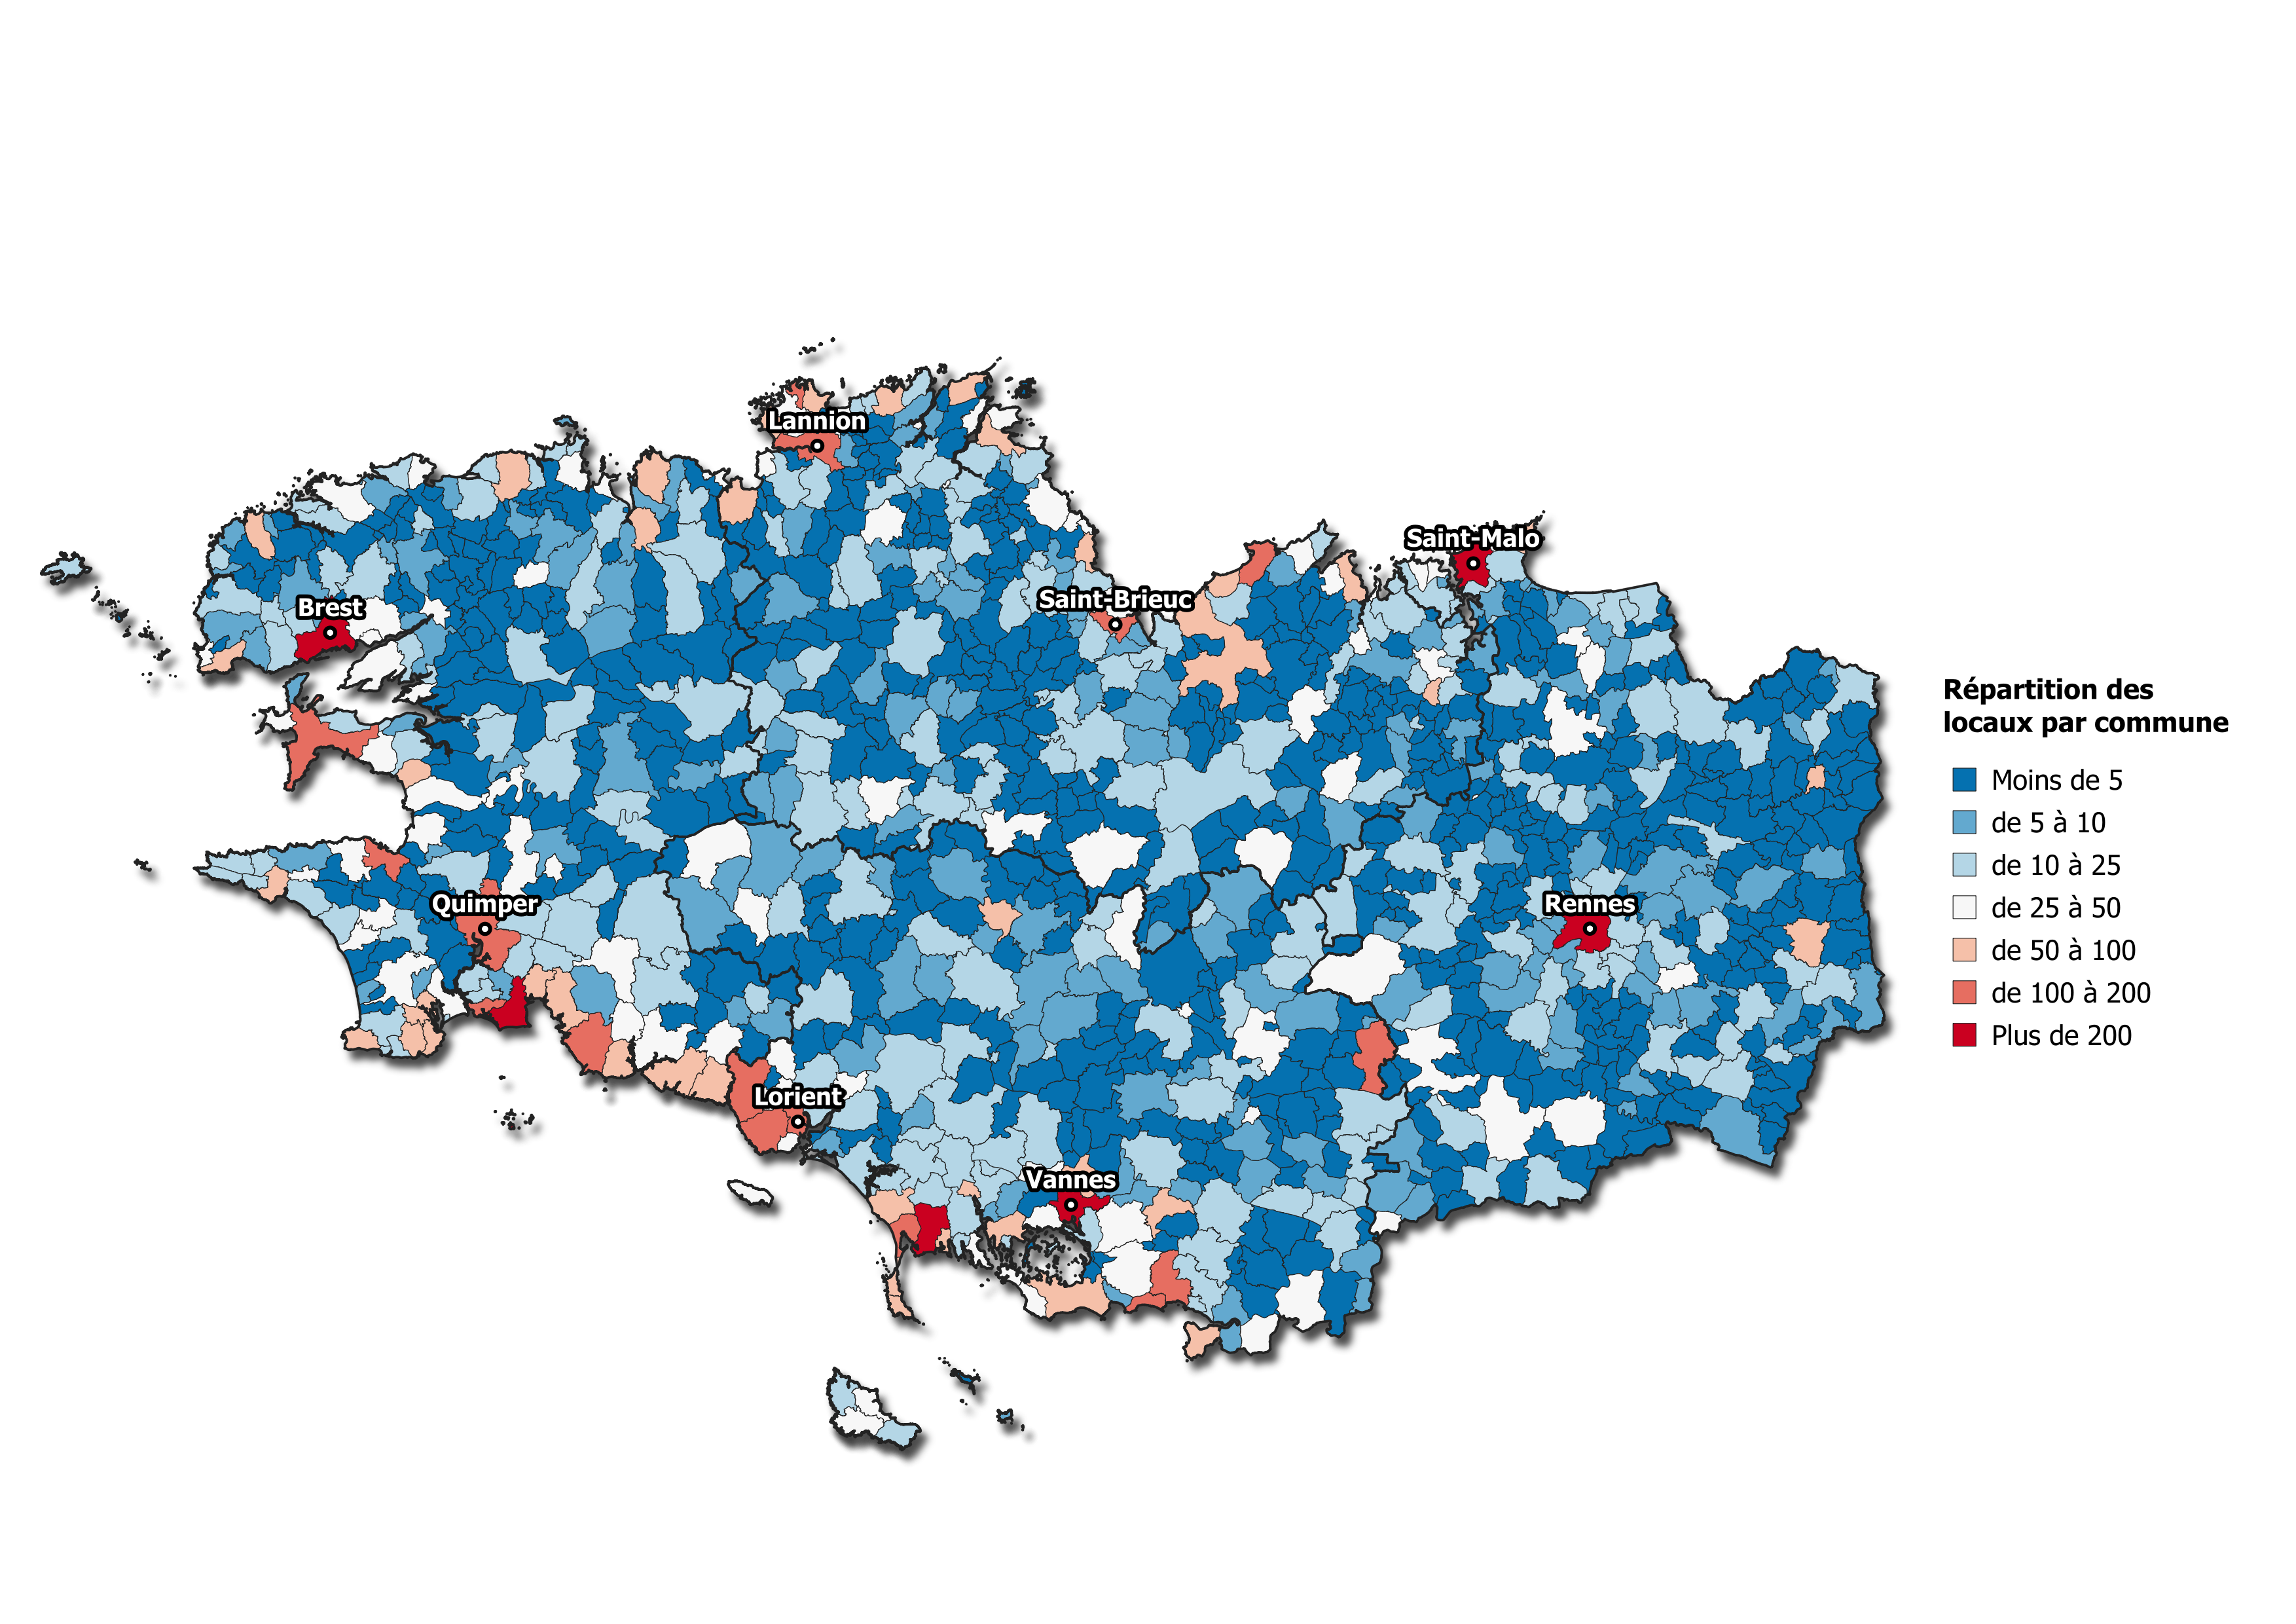 Lannion
Saint-Malo
Saint-Brieuc
Brest
Répartition des
locaux par commune
Moins de 5
de 5 à 10
de 10 à 25
de 25 à 50
de 50 à 100
de 100 à 200
Plus de 200
Quimper
Rennes
Lorient
Vannes